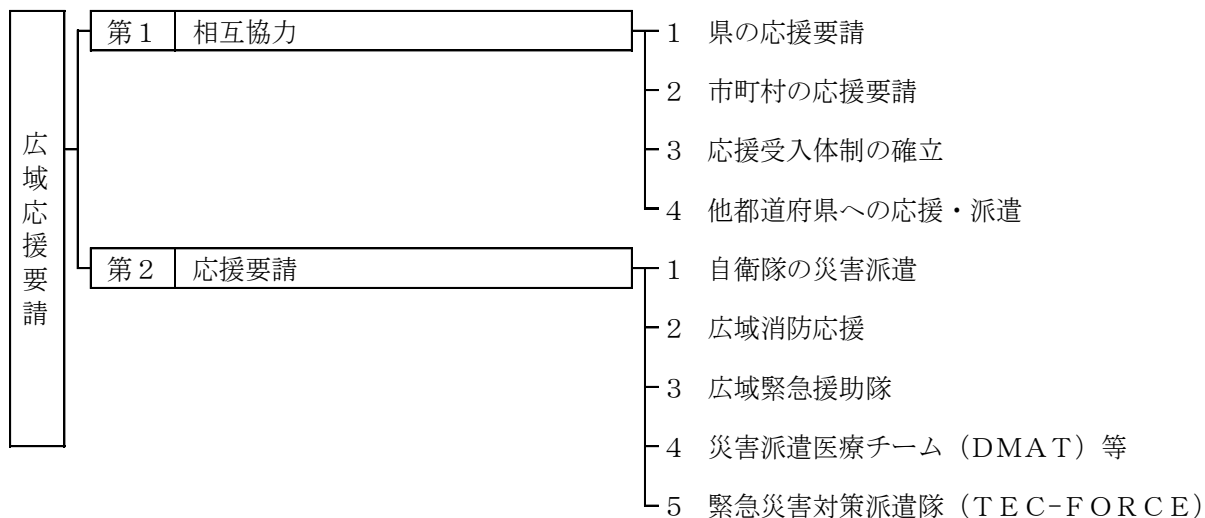 広域応援要請
第１ 相互協力
１ 県の応援要請
２ 市町村の応援要請
３ 応援受入体制の確立
４ 他都道府県への応援・派遣
第２ 応援要請
１ 自衛隊の災害派遣
２ 広域消防応援
３ 広域緊急援助隊
４ 災害派遣医療チーム（ＤＭＡＴ）等
５ 緊急災害対策派遣隊（ＴＥＣ−ＦＯＲＣＥ）